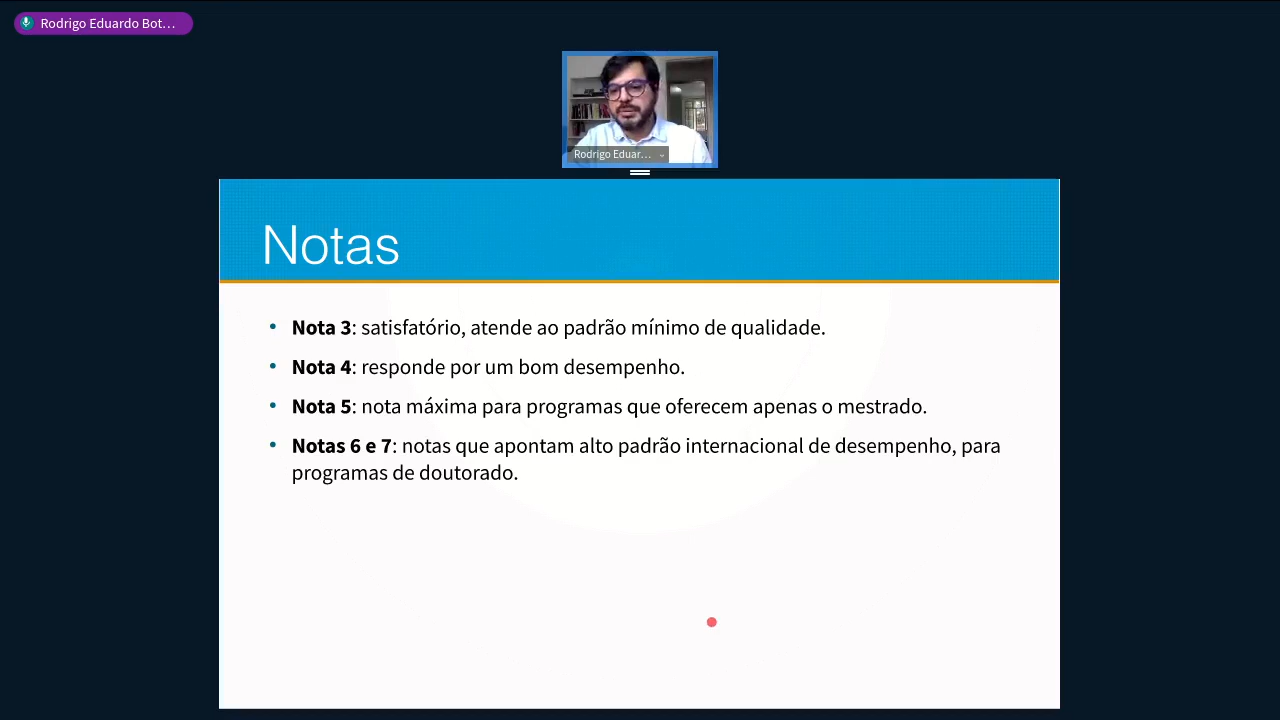 Rodrigo Eduardo Bot...
Rodrigo Eduar...
Notas
• Nota 3: satisfatório, atende ao padrão mínimo de qualidade.
• Nota 4: responde por um bom desempenho.
• Nota 5: nota máxima para programas que oferecem apenas o mestrado.
• Notas 6 e 7: notas que apontam alto padrão internacional de desempenho, para
programas de doutorado.